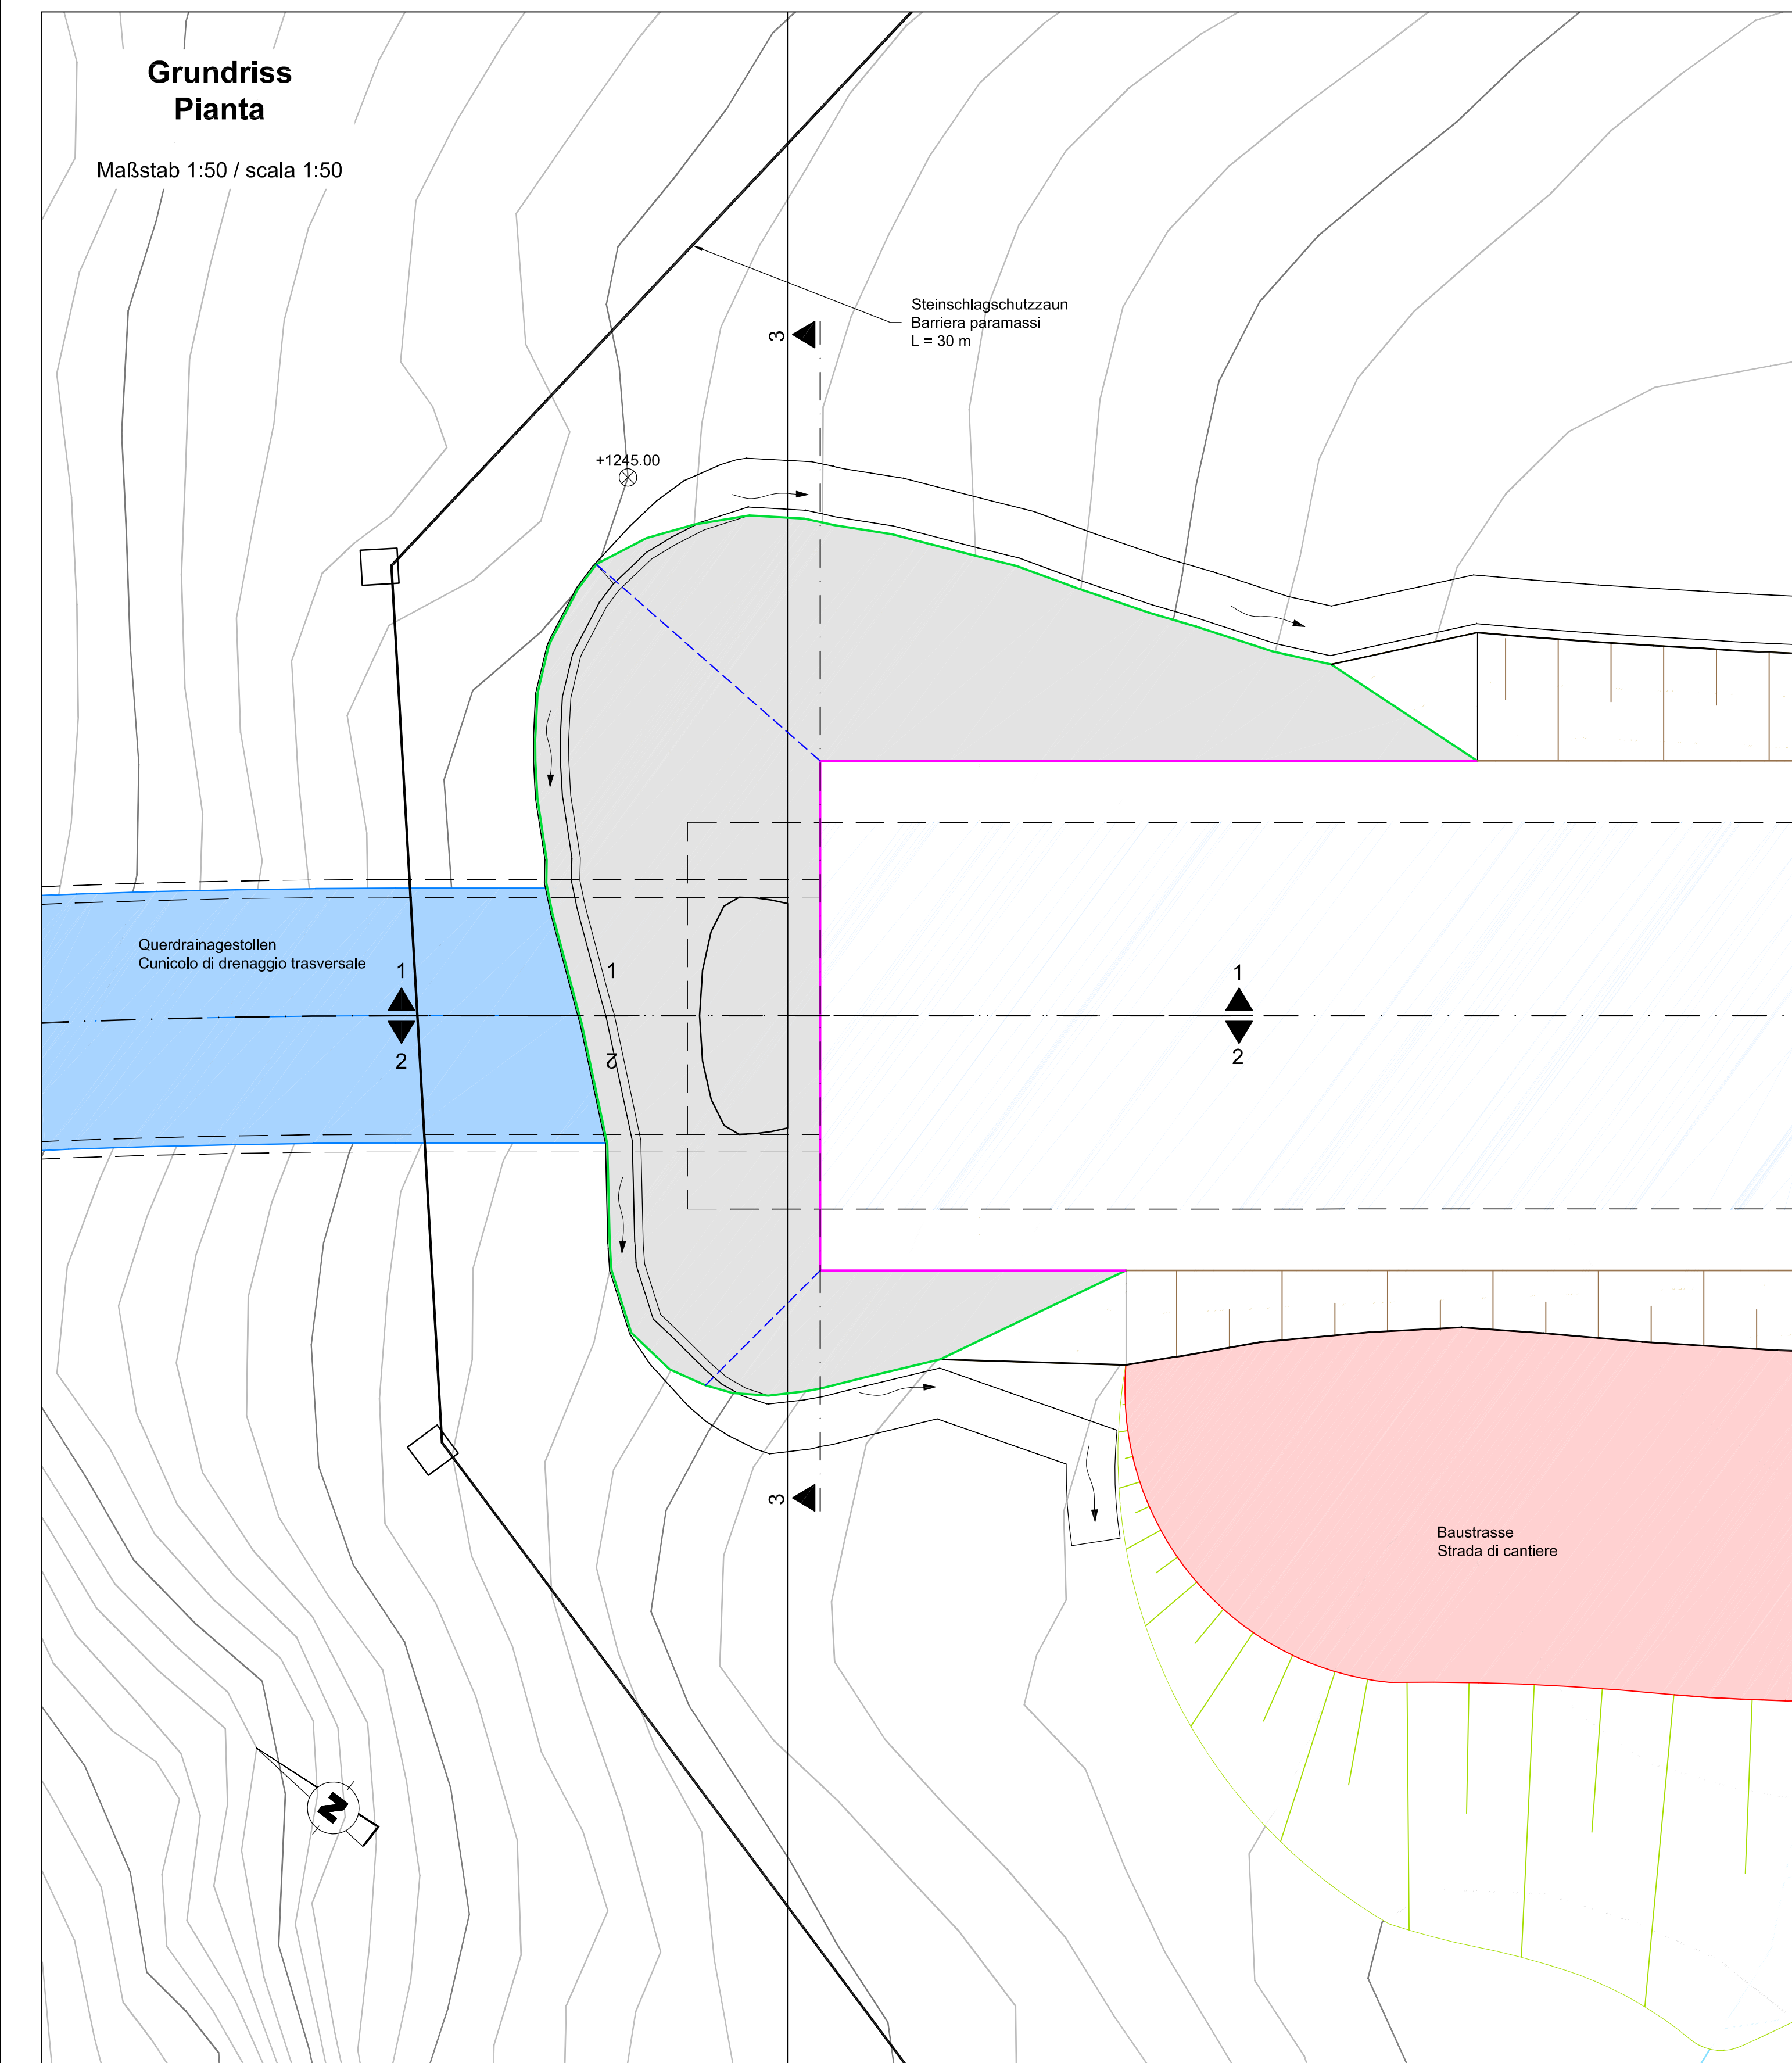 Grundriss
Pianta
Maßstab 1:50 / scala 1:50
Steinschlagschutzzaun
Barriera paramassi
L = 30 m
3
+1245.00
Querdrainagestollen
Cunicolo di drenaggio trasversale
1
1
1
2
2
2
3
Baustrasse
Strada di cantiere
N